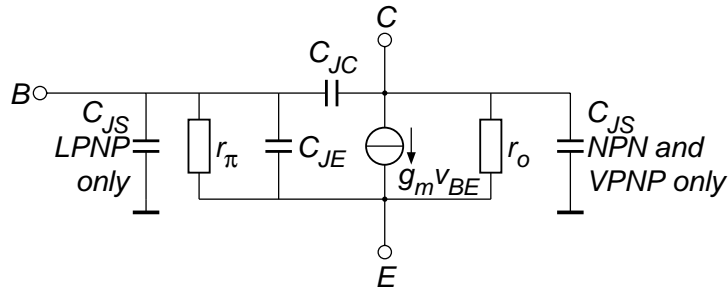 C
C_JC
B
C_JS
LPNP
only
r_π
C_JE
g_m v_BE
r_o
C_JS
NPN and
VPNP only
E